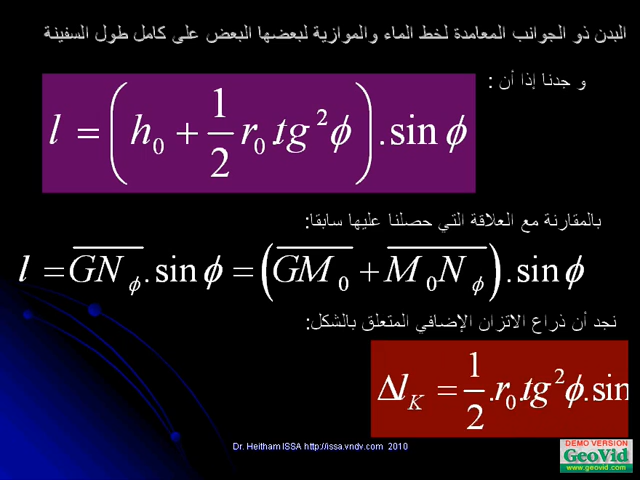 البدن ذو الجوانب المعامدة لخط الماء والموازية لبعضها البعض على كامل طول السفينة
و جدنا إذا أن :
l = (h₀ + 1/2 r₀.tg²ϕ).sin ϕ
بالمقارنة مع العلاقة التي حصلنا عليها سابقا:
l = G̅N̅ϕ.sin ϕ = (G̅M̅₀ + M̅₀N̅ϕ).sin ϕ
نجد أن ذراع الاتزان الإضافي المتعلق بالشكل:
Δl_K = 1/2.r₀.tg²ϕ.sin
Dr. Heitham ISSA http://issa.vndv.com 2010
DEMO VERSION
GeoVid
www.geovid.com